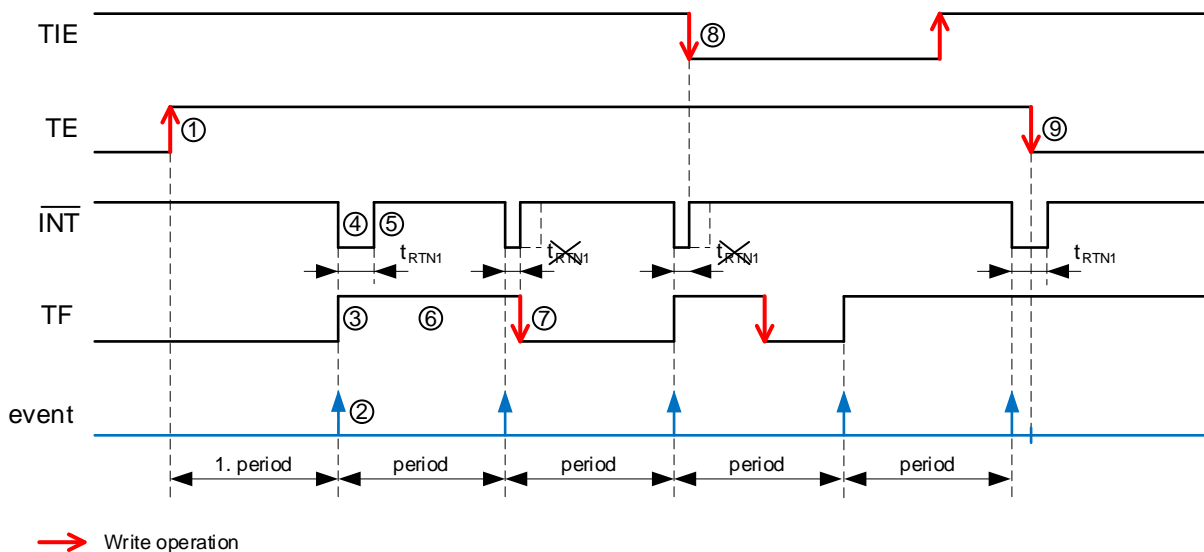 TIE
⑧
TE
①
⑨
INT
④ ⑤
tRTN1
tRTN1
tRTN1
tRTN1
TF
③
⑥
⑦
event
②
1. period
period
period
period
period
Write operation